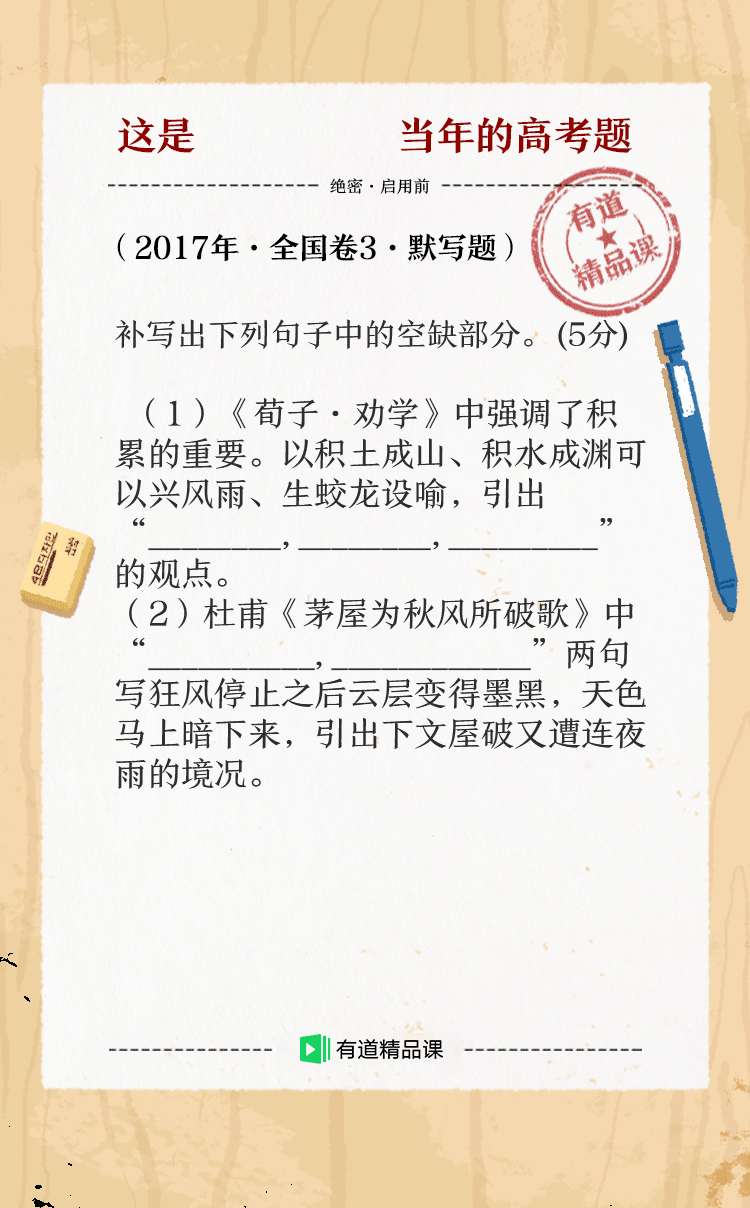 这是 当年的高考题
绝密·启用前
（2017年·全国卷3·默写题）
有道
精品课
补写出下列句子中的空缺部分。(5分)
（1）《荀子·劝学》中强调了积
累的重要。以积土成山、积水成渊可
以兴风雨、生蛟龙设喻，引出
“________,________,_________”
的观点。
（2）杜甫《茅屋为秋风所破歌》中
“__________,____________”两句
写狂风停止之后云层变得墨黑，天色
马上暗下来，引出下文屋破又遭连夜
雨的境况。
有道精品课